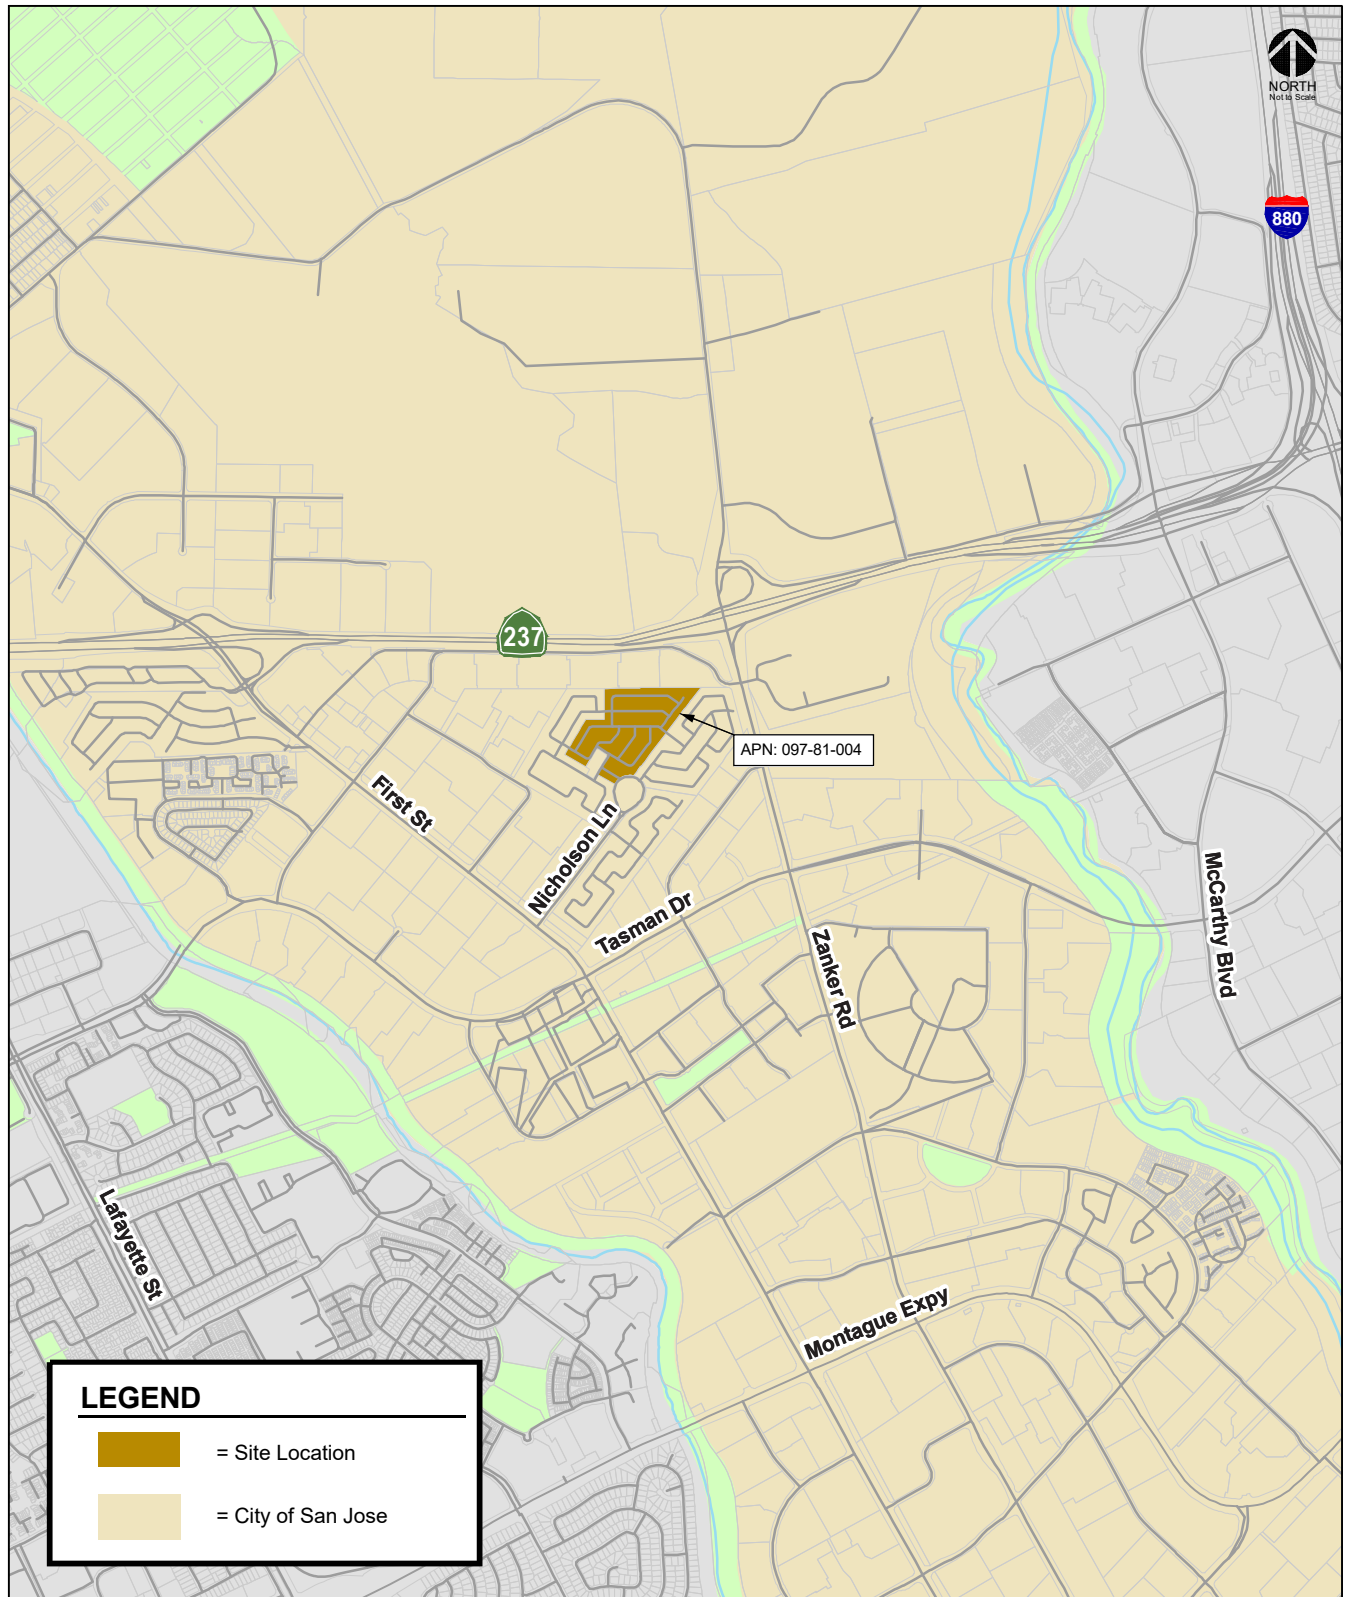 NORTH
Not to Scale
880
237
APN: 097-81-004
First St
Nicholson Ln
Tasman Dr
Zanker Rd
McCarthy Blvd
Lafayette St
Montague Expy
LEGEND
= Site Location
= City of San Jose